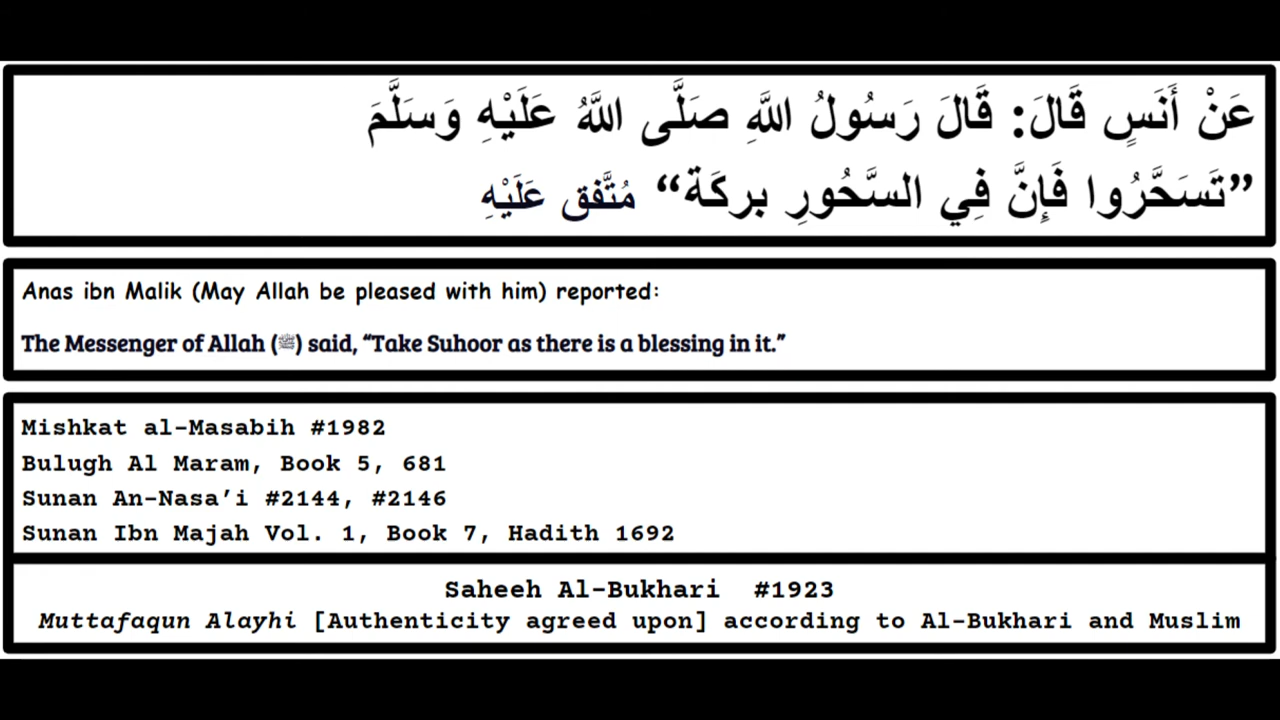 عَنْ أَنَسٍ قَالَ: قَالَ رَسُولُ اللَّهِ صَلَّى اللَّهُ عَلَيْهِ وَسَلَّمَ
”تَسَحَّرُوا فَإِنَّ فِي السَّحُورِ بركَة“ مُتَّفق عَلَيْهِ
Anas ibn Malik (May Allah be pleased with him) reported:
The Messenger of Allah (ﷺ) said, “Take Suhoor as there is a blessing in it.”
Mishkat al-Masabih #1982
Bulugh Al Maram, Book 5, 681
Sunan An-Nasa’i #2144, #2146
Sunan Ibn Majah Vol. 1, Book 7, Hadith 1692
Saheeh Al-Bukhari #1923
Muttafaqun Alayhi [Authenticity agreed upon] according to Al-Bukhari and Muslim